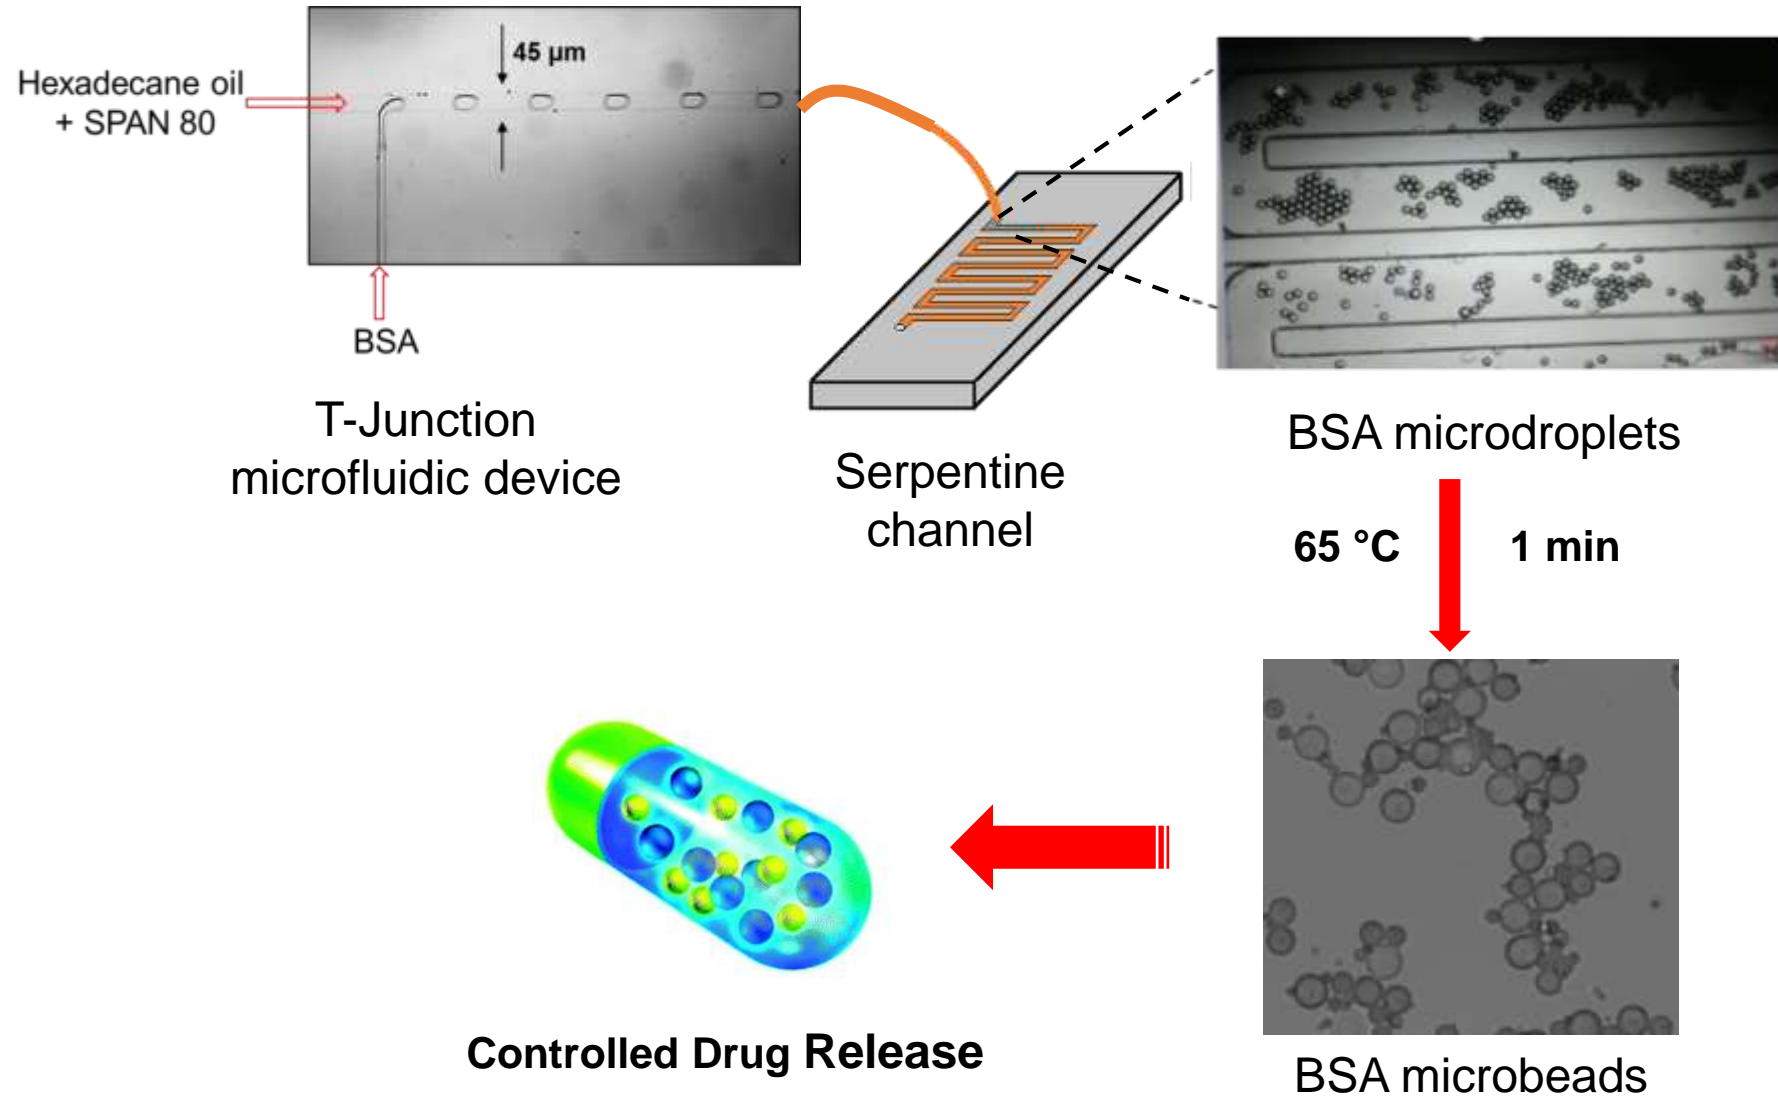 45 µm
Hexadecane oil
+ SPAN 80
BSA
T-Junction
microfluidic device
Serpentine
channel
BSA microdroplets
65 °C
1 min
BSA microbeads
Controlled Drug Release